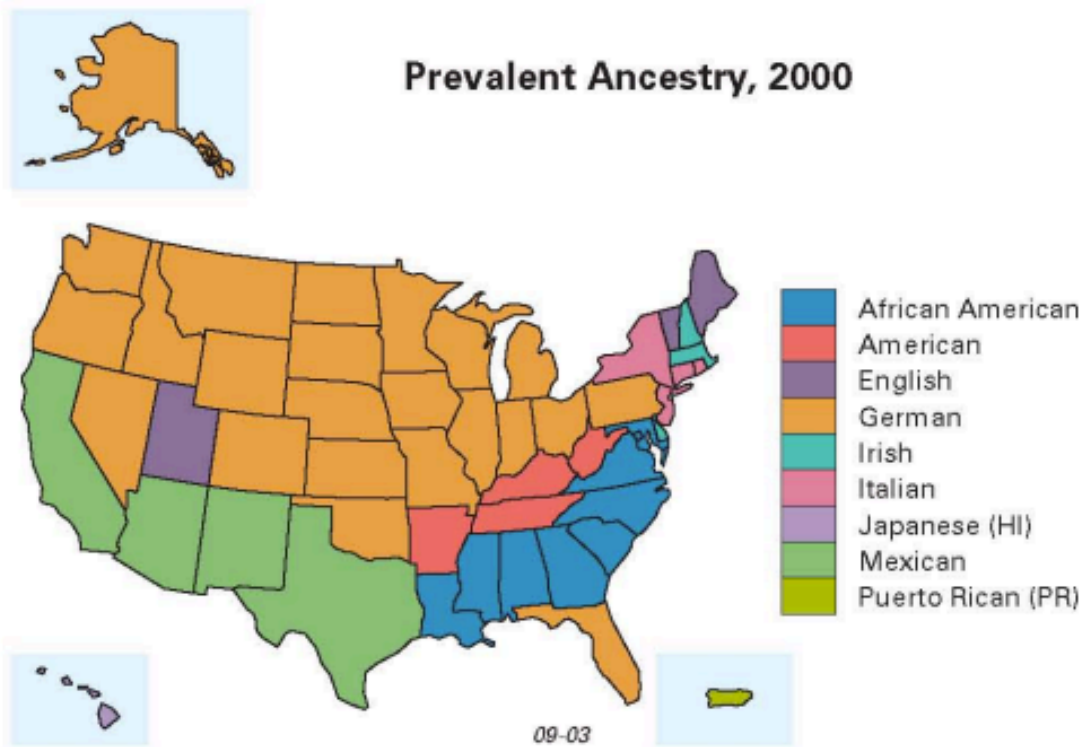 Prevalent Ancestry, 2000
African American
American
English
German
Irish
Italian
Japanese (HI)
Mexican
Puerto Rican (PR)
09-03